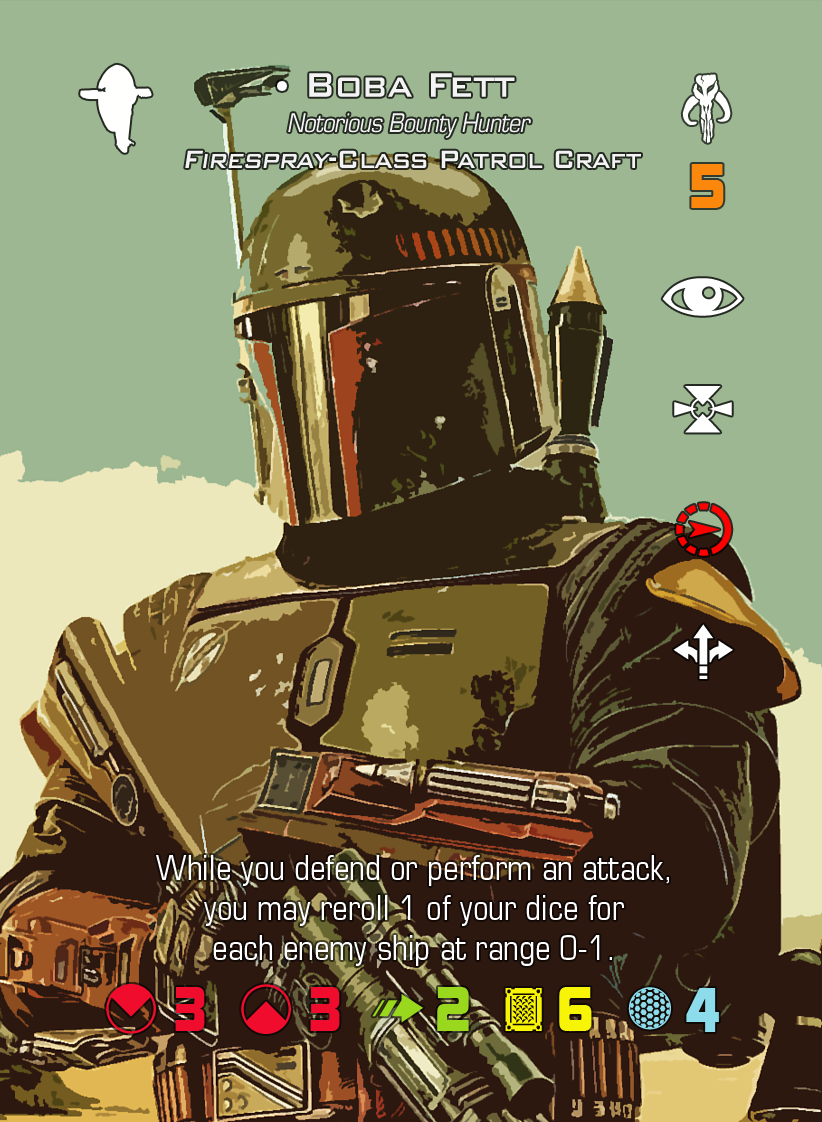 • Boba Fett
Notorious Bounty Hunter
Firespray-Class Patrol Craft
5
While you defend or perform an attack,
you may reroll 1 of your dice for
each enemy ship at range 0-1.
3 3 2 6 4